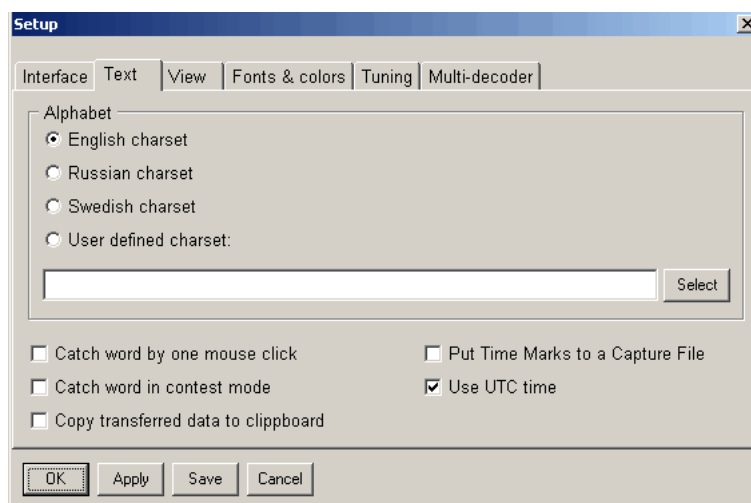 Setup
Interface Text View Fonts & colors Tuning Multi-decoder
Alphabet
English charset
Russian charset
Swedish charset
User defined charset:
Select
Catch word by one mouse click Put Time Marks to a Capture File
Catch word in contest mode Use UTC time
Copy transferred data to clippboard
OK Apply Save Cancel